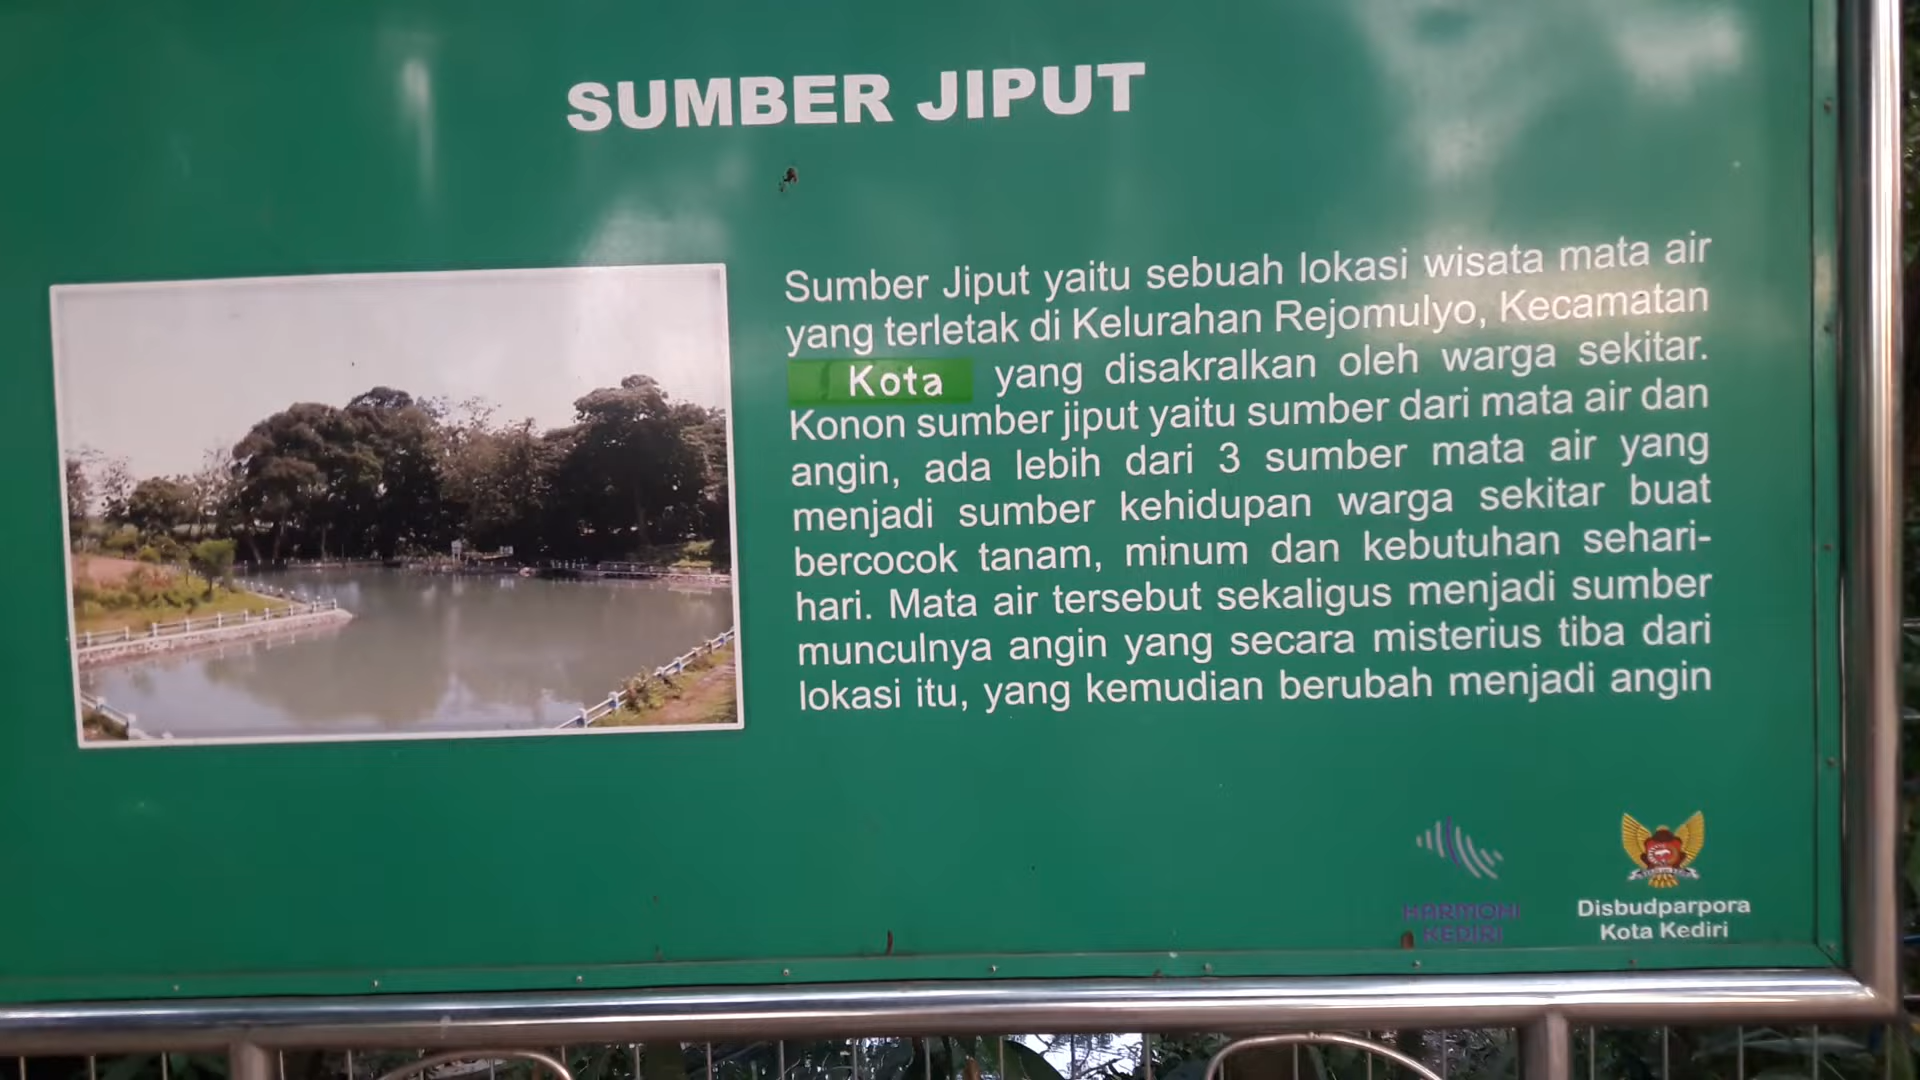 SUMBER JIPUT
Sumber Jiput yaitu sebuah lokasi wisata mata air
yang terletak di Kelurahan Rejomulyo, Kecamatan
Kota yang disakralkan oleh warga sekitar.
Konon sumber jiput yaitu sumber dari mata air dan
angin, ada lebih dari 3 sumber mata air yang
menjadi sumber kehidupan warga sekitar buat
bercocok tanam, minum dan kebutuhan sehari-
hari. Mata air tersebut sekaligus menjadi sumber
munculnya angin yang secara misterius tiba dari
lokasi itu, yang kemudian berubah menjadi angin
HARMONI
KEDIRI
Disbudparpora
Kota Kediri